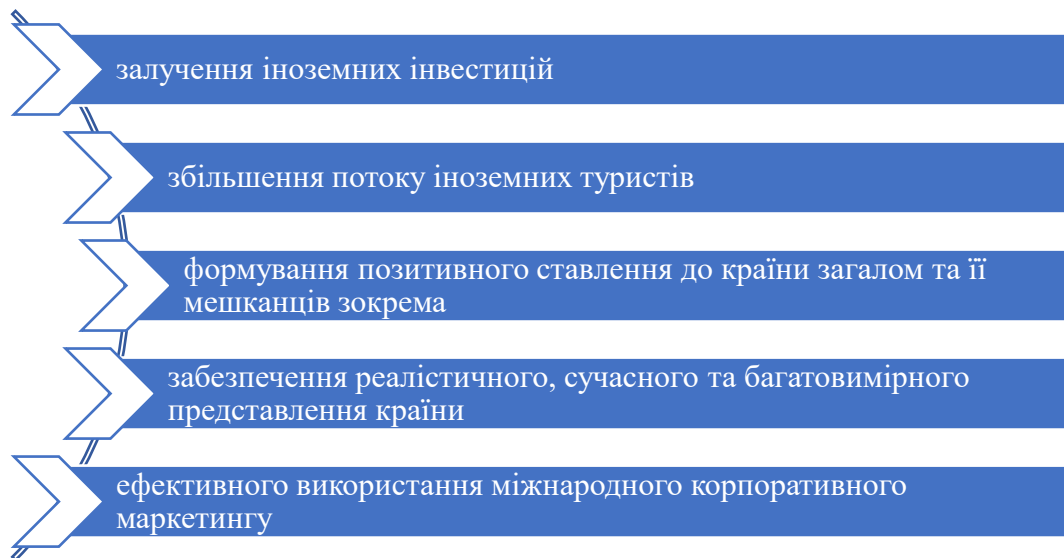 залучення іноземних інвестицій
збільшення потоку іноземних туристів
формування позитивного ставлення до країни загалом та її
мешканців зокрема
забезпечення реалістичного, сучасного та багатовимірного
представлення країни
ефективного використання міжнародного корпоративного
маркетингу